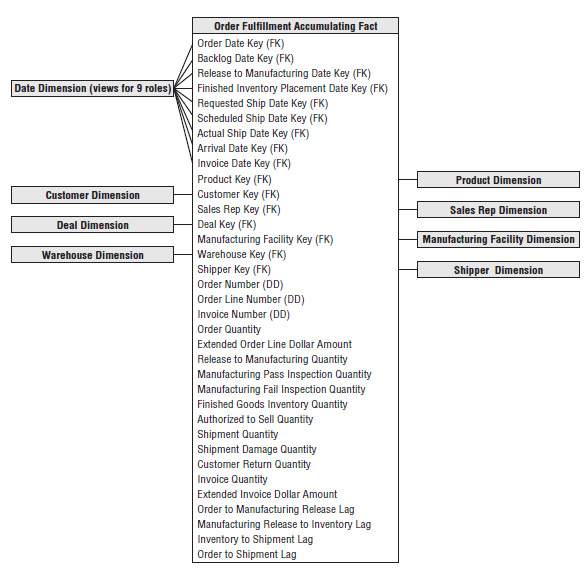 Order Fulfillment Accumulating Fact
Order Date Key (FK)
Backlog Date Key (FK)
Release to Manufacturing Date Key (FK)
Finished Inventory Placement Date Key (FK)
Requested Ship Date Key (FK)
Scheduled Ship Date Key (FK)
Actual Ship Date Key (FK)
Arrival Date Key (FK)
Invoice Date Key (FK)
Product Key (FK)
Customer Key (FK)
Sales Rep Key (FK)
Deal Key (FK)
Manufacturing Facility Key (FK)
Warehouse Key (FK)
Shipper Key (FK)
Order Number (DD)
Order Line Number (DD)
Invoice Number (DD)
Order Quantity
Extended Order Line Dollar Amount
Release to Manufacturing Quantity
Manufacturing Pass Inspection Quantity
Manufacturing Fail Inspection Quantity
Finished Goods Inventory Quantity
Authorized to Sell Quantity
Shipment Quantity
Shipment Damage Quantity
Customer Return Quantity
Invoice Quantity
Extended Invoice Dollar Amount
Order to Manufacturing Release Lag
Manufacturing Release to Inventory Lag
Inventory to Shipment Lag
Order to Shipment Lag
Date Dimension (views for 9 roles)
Customer Dimension
Deal Dimension
Warehouse Dimension
Product Dimension
Sales Rep Dimension
Manufacturing Facility Dimension
Shipper Dimension